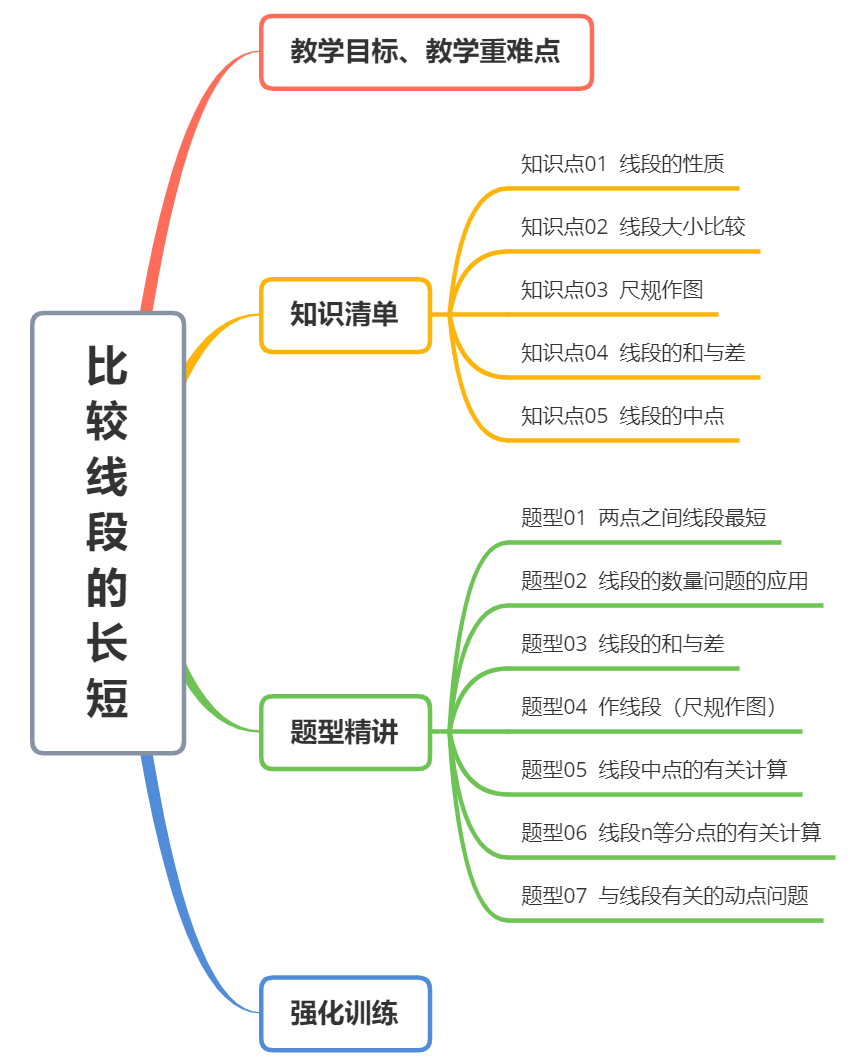 比较线段的长短
教学目标、教学重难点
知识清单
知识点01 线段的性质
知识点02 线段大小比较
知识点03 尺规作图
知识点04 线段的和与差
知识点05 线段的中点
题型精讲
题型01 两点之间线段最短
题型02 线段的数量问题的应用
题型03 线段的和与差
题型04 作线段（尺规作图）
题型05 线段中点的有关计算
题型06 线段n等分点的有关计算
题型07 与线段有关的动点问题
强化训练